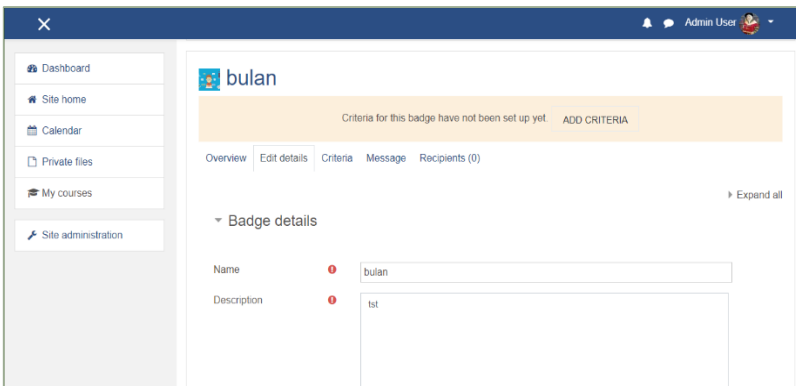 Admin User
Dashboard
Site home
Calendar
Private files
My courses
Site administration
bulan
Criteria for this badge have not been set up yet. ADD CRITERIA
Overview Edit details Criteria Message Recipients (0)
Expand all
Badge details
Name bulan
Description tst